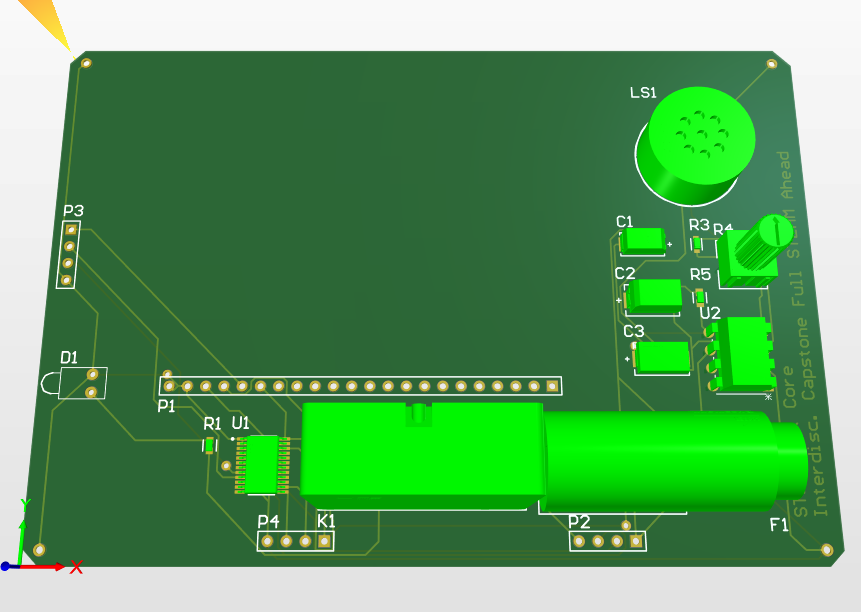 LS1
P3
C1
R3
R4
C2
R5
U2
C3
D1
P1
R1
U1
P4
K1
P2
F1
Core
Interdisc. Capstone Full STEAM Ahead
Y
X